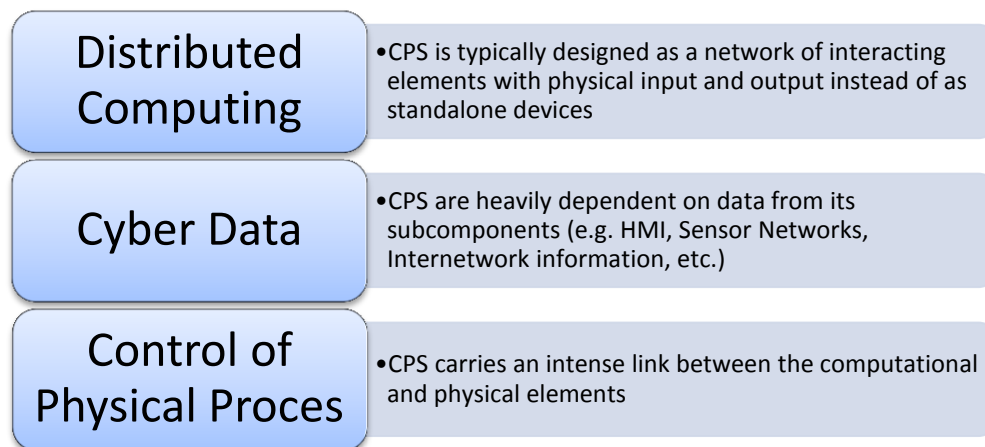 Distributed
Computing
•CPS is typically designed as a network of interacting
elements with physical input and output instead of as
standalone devices
Cyber Data
•CPS are heavily dependent on data from its
subcomponents (e.g. HMI, Sensor Networks,
Internetwork information, etc.)
Control of
Physical Proces
•CPS carries an intense link between the computational
and physical elements